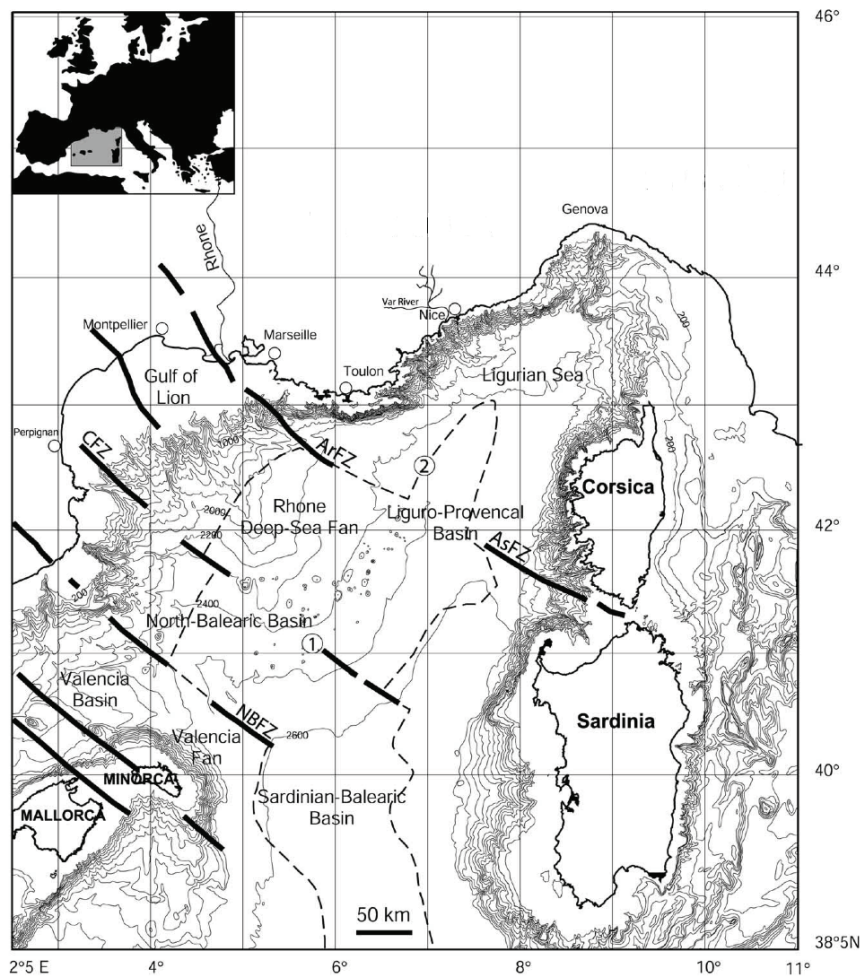 46°
Genova
Rhone
44°
Var River
Nice
200
Montpellier
Marseille
Toulon
Gulf of
Lion
Ligurian Sea
Perpignan
CFZ
1000
ArFZ
2
200
Corsica
Rhone
Deep-Sea Fan
2000
Liguro-Provencal
Basin
42°
2200
AsFZ
200
2400
North-Balearic Basin
1
Valencia
Basin
NBFZ
Sardinia
Valencia
Fan
2600
40°
MINORCA
Sardinian-Balearic
Basin
MALLORCA
50 km
38°5N
2°5 E
4°
6°
8°
10°
11°